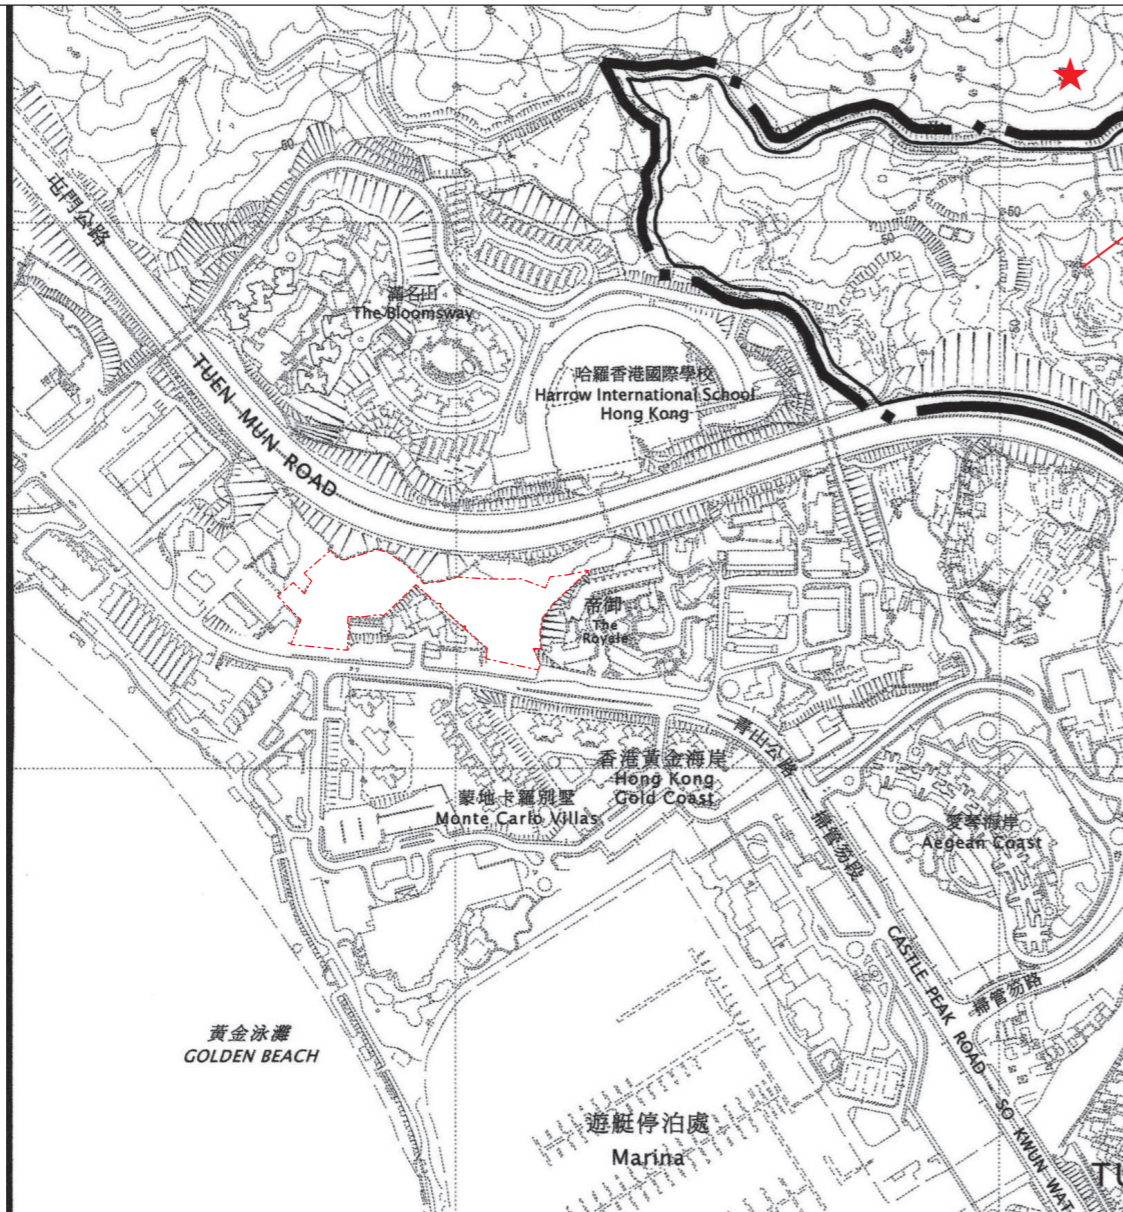 屯門公路
滿名山
The Bloomsway
TUEN MUN ROAD
哈羅香港國際學校
Harrow International School
Hong Kong
50
帝御
The
Royale
青山公路
香港黃金海岸
Hong Kong
Gold Coast
蒙地卡羅別墅
Monte Carlo Villas
掃管笏段
愛琴海岸
Aegean Coast
CASTLE PEAK ROAD - SO KWUN WAT
掃管笏路
黃金泳灘
GOLDEN BEACH
遊艇停泊處
Marina
TU